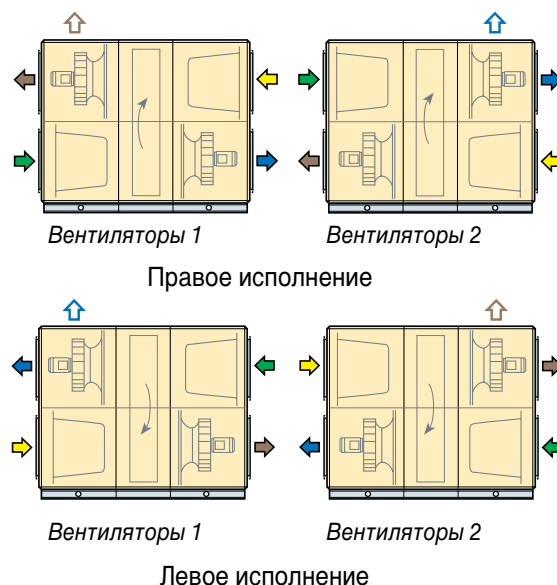 Вентиляторы 1
Вентиляторы 2
Правое исполнение
Вентиляторы 1
Вентиляторы 2
Левое исполнение